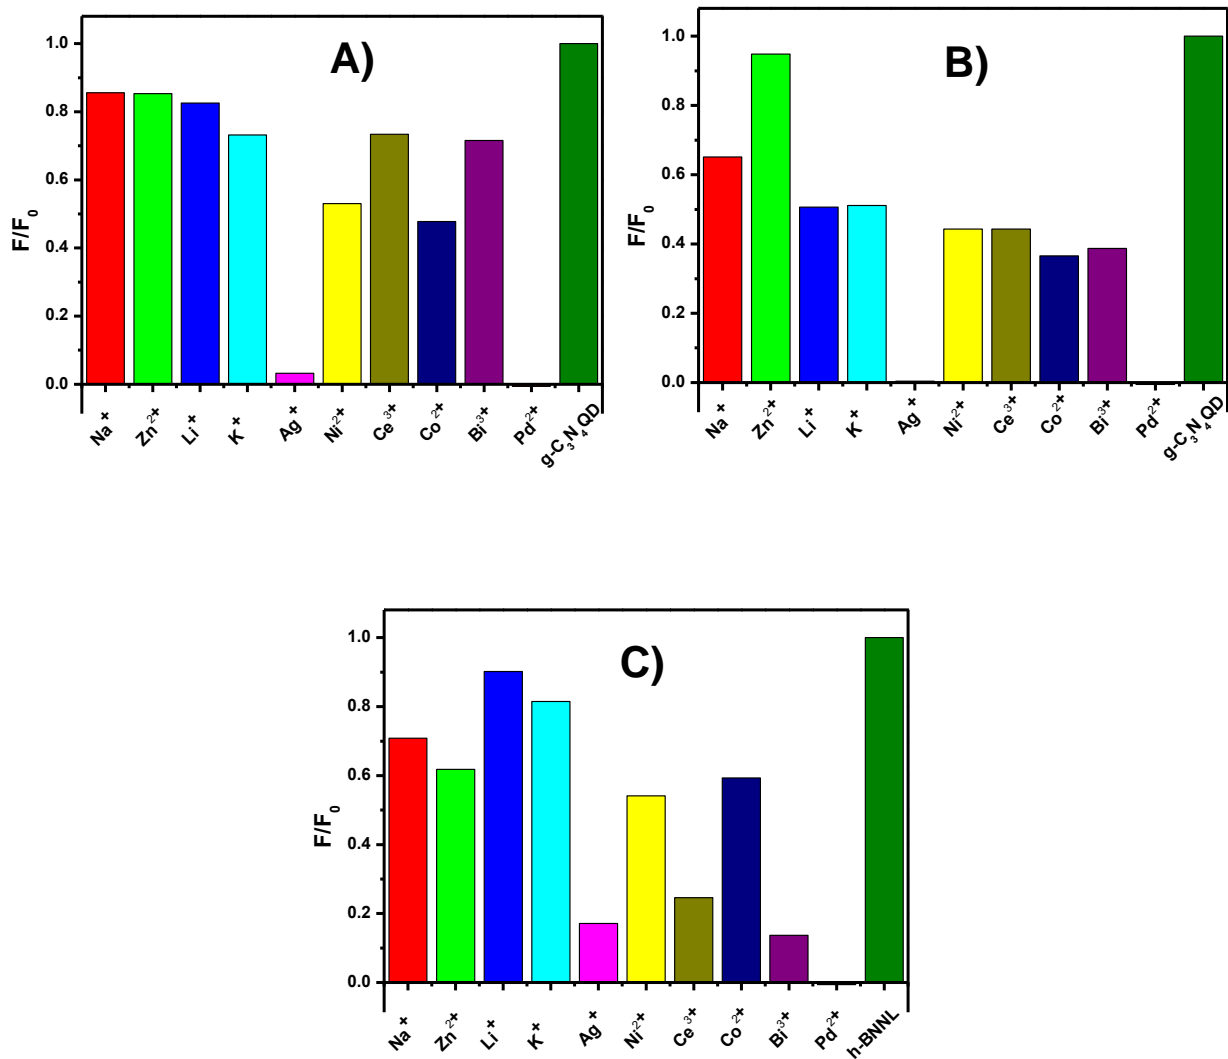 A)
F/F0
1.0
0.8
0.6
0.4
0.2
0.0
Na+
Zn2+
Li+
K+
Ag+
Ni2+
Ce3+
Co2+
Bi3+
Pd2+
g-C3N4QD
B)
F/F0
1.0
0.8
0.6
0.4
0.2
0.0
Na+
Zn2+
Li+
K+
Ag+
Ni2+
Ce3+
Co2+
Bi3+
Pd2+
g-C3N4QD
C)
F/F0
1.0
0.8
0.6
0.4
0.2
0.0
Na+
Zn2+
Li+
K+
Ag+
Ni2+
Ce3+
Co2+
Bi3+
Pd2+
h-BNNL